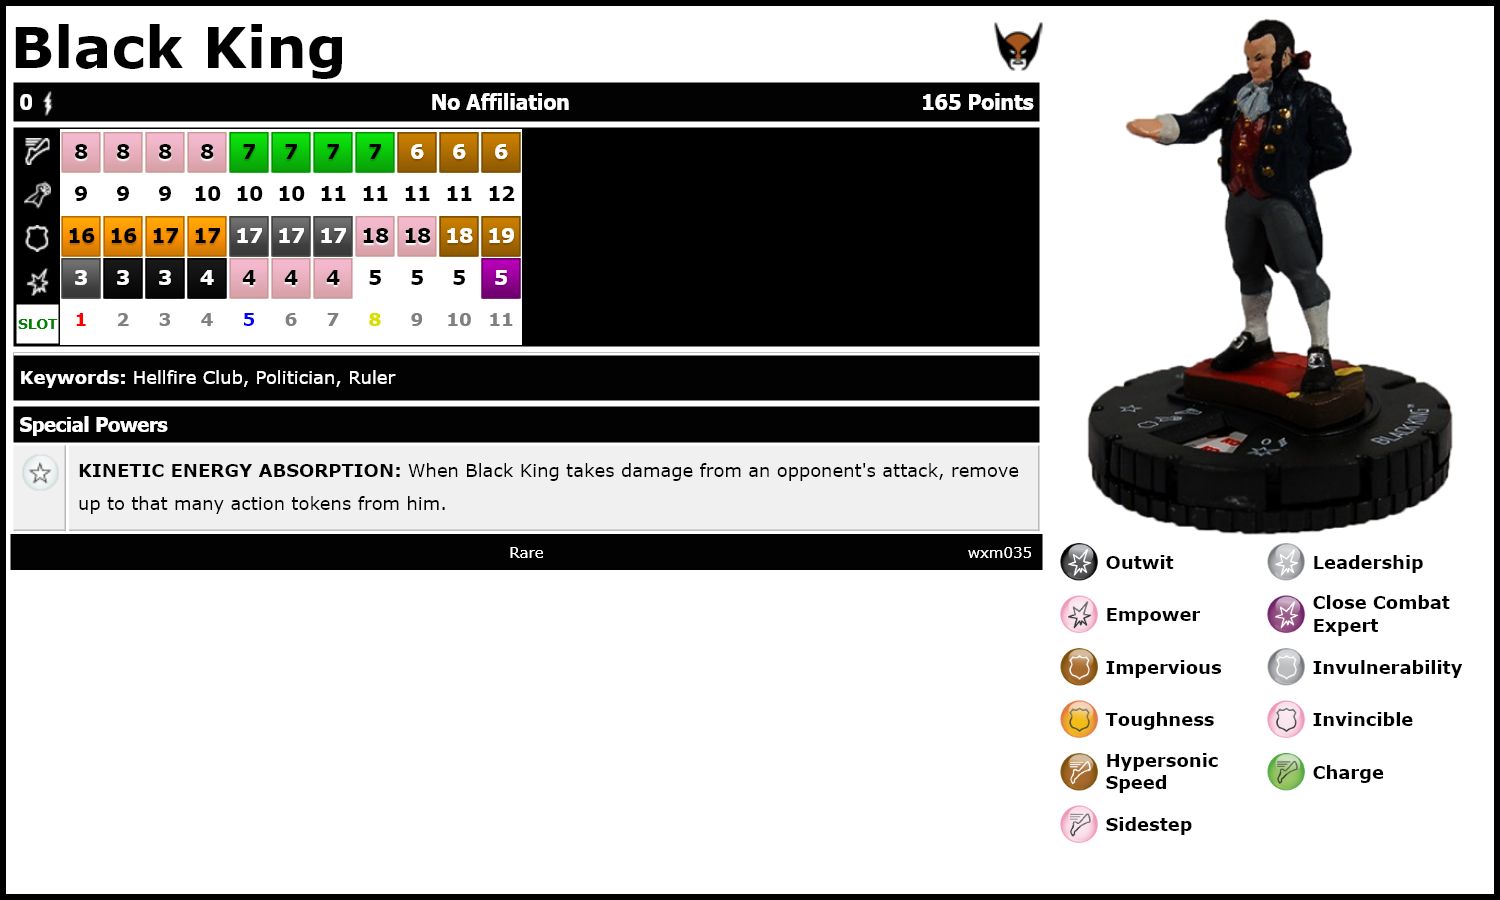 Black King
0 No Affiliation 165 Points
8 8 8 8 7 7 7 7 6 6 6
9 9 9 10 10 10 11 11 11 11 12
16 16 17 17 17 17 17 18 18 18 19
3 3 3 4 4 4 4 5 5 5 5
SLOT 1 2 3 4 5 6 7 8 9 10 11
Keywords: Hellfire Club, Politician, Ruler
Special Powers
KINETIC ENERGY ABSORPTION: When Black King takes damage from an opponent's attack, remove
up to that many action tokens from him.
Rare wxm035
BLACK KING
Outwit Leadership
Empower Close Combat
Expert
Impervious Invulnerability
Toughness Invincible
Hypersonic
Speed Charge
Sidestep